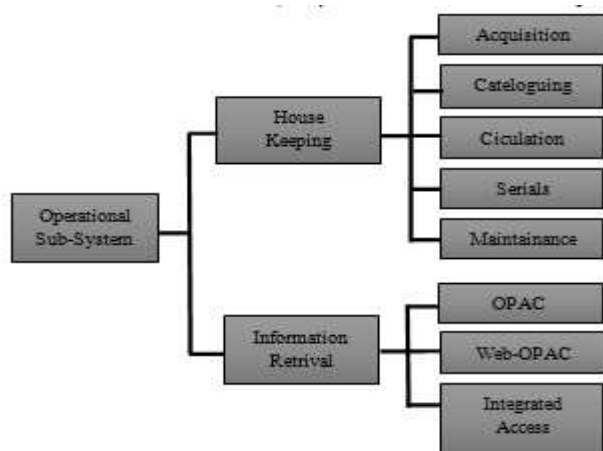 Operational
Sub-System
House
Keeping
Acquisition
Cateloguing
Ciculation
Serials
Maintainance
Information
Retrival
OPAC
Web-OPAC
Integrated
Access